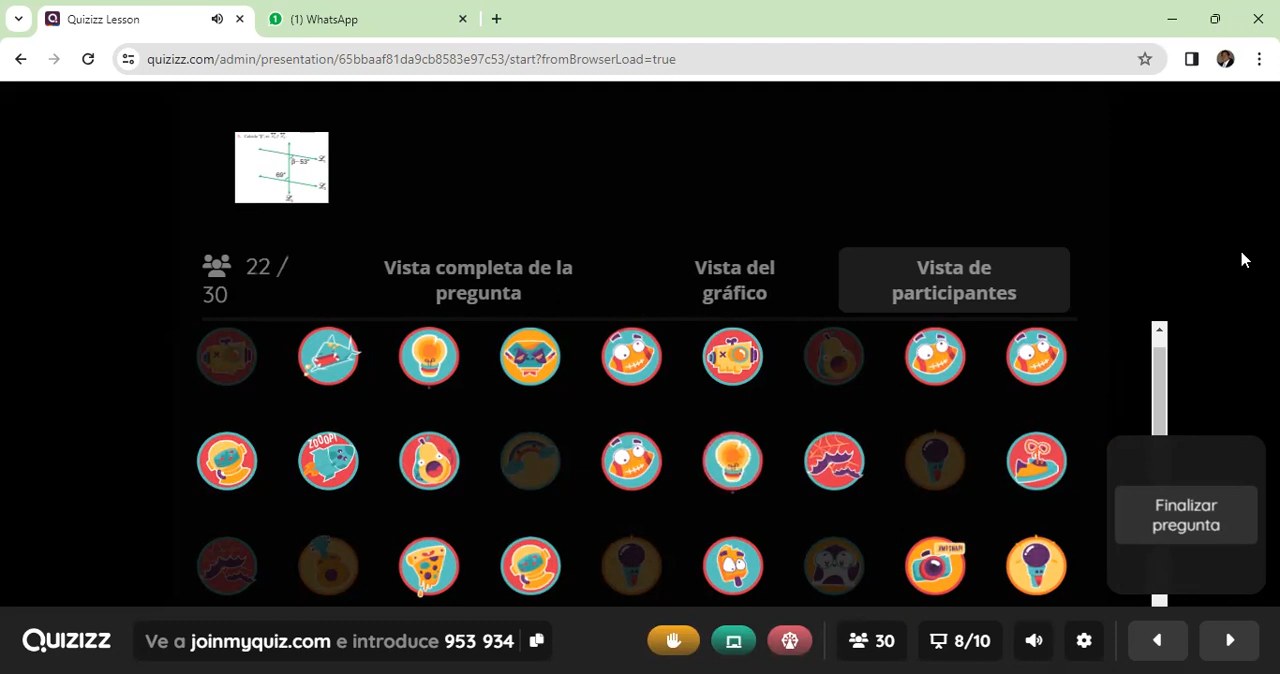 Quizizz Lesson
(1) WhatsApp
quizizz.com/admin/presentation/65bbaaf81da9cb8583e97c53/start?fromBrowserLoad=true
β- 53°
69°
22 /
30
Vista completa de la
pregunta
Vista del
gráfico
Vista de
participantes
ZOOOP!
Finalizar
pregunta
QUIZIZZ
Ve a joinmyquiz.com e introduce 953 934
30
8/10